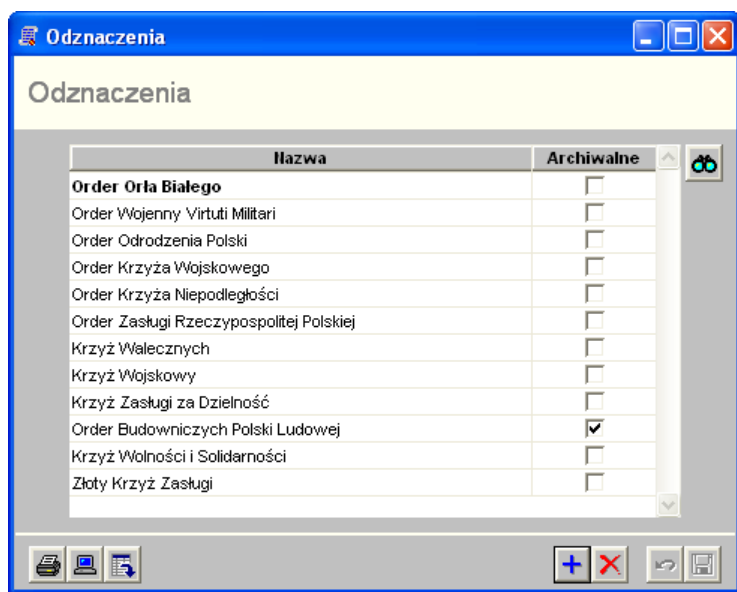 Odznaczenia
Odznaczenia
Nazwa Archiwalne
Order Orła Białego
Order Wojenny Virtuti Militari
Order Odrodzenia Polski
Order Krzyża Wojskowego
Order Krzyża Niepodległości
Order Zasługi Rzeczypospolitej Polskiej
Krzyż Walecznych
Krzyż Wojskowy
Krzyż Zasługi za Dzielność
Order Budowniczych Polski Ludowej
Krzyż Wolności i Solidarności
Złoty Krzyż Zasługi